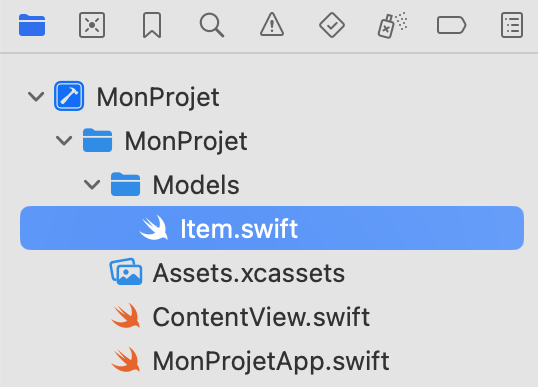 MonProjet
MonProjet
Models
Item.swift
Assets.xcassets
ContentView.swift
MonProjetApp.swift